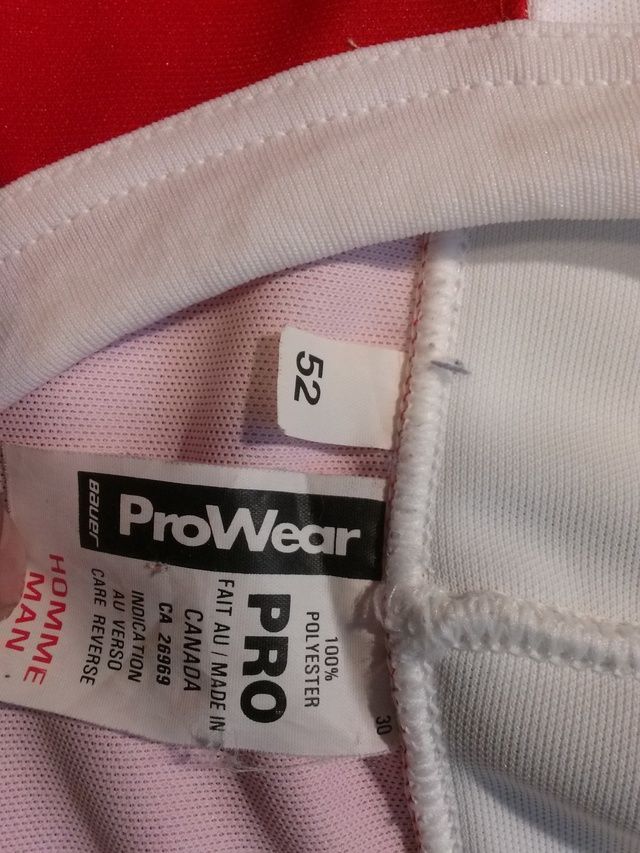 52
BAUER
ProWear
100%
POLYESTER
PRO
FAIT AU / MADE IN
CANADA
CA 26969
INDICATION
AU VERSO
CARE REVERSE
HOMME
MAN
30